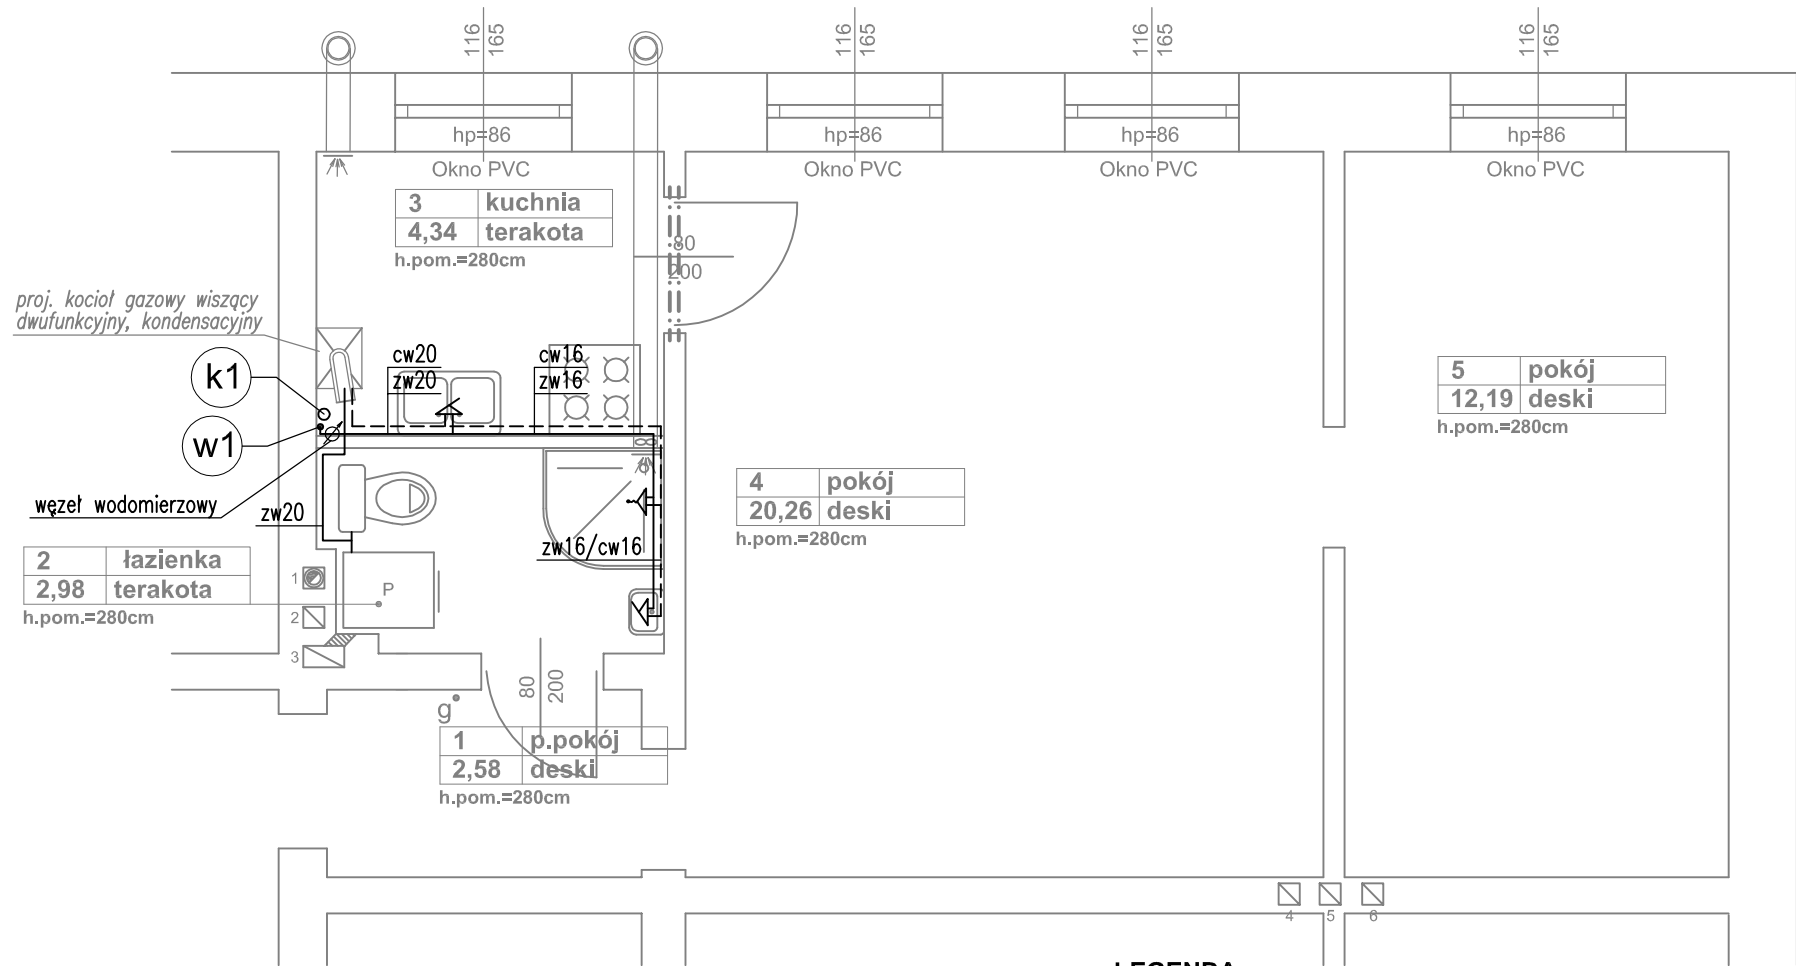 116
165
116
165
116
165
116
165
hp=86
hp=86
hp=86
hp=86
Okno PVC
Okno PVC
Okno PVC
Okno PVC
3 kuchnia
4,34 terakota
h.pom.=280cm
80
200
proj. kocioł gazowy wiszący
dwufunkcyjny, kondensacyjny
k1
w1
cw20
zw20
cw16
zw16
węzeł wodomierzowy
zw20
zw16/cw16
2 łazienka
2,98 terakota
h.pom.=280cm
1
2
3
P
4 pokój
20,26 deski
h.pom.=280cm
5 pokój
12,19 deski
h.pom.=280cm
80
200
g
1 p.pokój
2,58 deski
h.pom.=280cm
4
5
6
LEGENDA